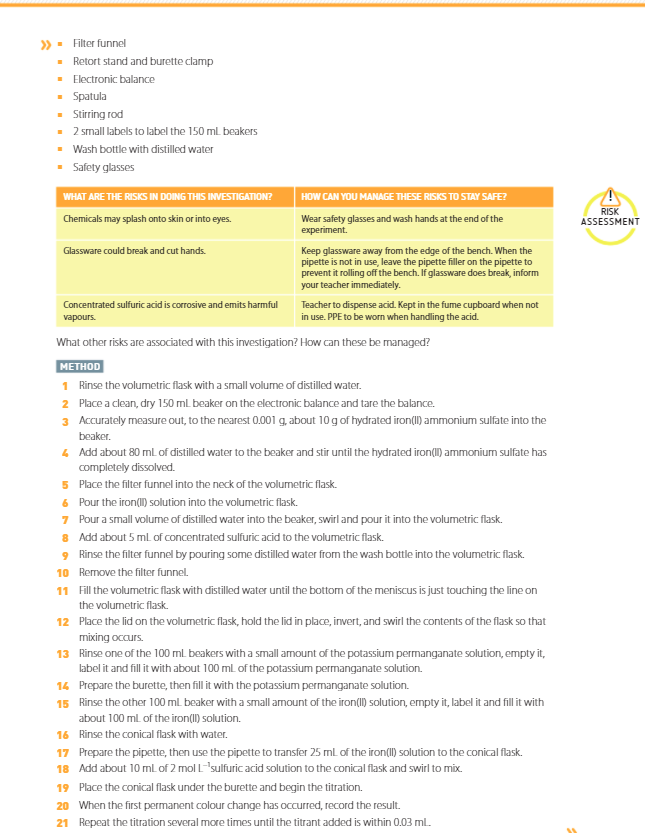 » ▪ Filter funnel
▪ Retort stand and burette clamp
▪ Electronic balance
▪ Spatula
▪ Stirring rod
▪ 2 small labels to label the 150 mL beakers
▪ Wash bottle with distilled water
▪ Safety glasses
WHAT ARE THE RISKS IN DOING THIS INVESTIGATION? HOW CAN YOU MANAGE THESE RISKS TO STAY SAFE?
Chemicals may splash onto skin or into eyes.
Wear safety glasses and wash hands at the end of the
experiment.
Glassware could break and cut hands.
Keep glassware away from the edge of the bench. When the
pipette is not in use, leave the pipette filler on the pipette to
prevent it rolling off the bench. If glassware does break, inform
your teacher immediately.
Concentrated sulfuric acid is corrosive and emits harmful
vapours.
Teacher to dispense acid. Kept in the fume cupboard when not
in use. PPE to be worn when handling the acid.
!
RISK
ASSESSMENT
What other risks are associated with this investigation? How can these be managed?
METHOD
1 Rinse the volumetric flask with a small volume of distilled water.
2 Place a clean, dry 150 mL beaker on the electronic balance and tare the balance.
3 Accurately measure out, to the nearest 0.001 g, about 10 g of hydrated iron(II) ammonium sulfate into the
beaker.
4 Add about 80 mL of distilled water to the beaker and stir until the hydrated iron(II) ammonium sulfate has
completely dissolved.
5 Place the filter funnel into the neck of the volumetric flask.
6 Pour the iron(II) solution into the volumetric flask.
7 Pour a small volume of distilled water into the beaker, swirl and pour it into the volumetric flask.
8 Add about 5 mL of concentrated sulfuric acid to the volumetric flask.
9 Rinse the filter funnel by pouring some distilled water from the wash bottle into the volumetric flask.
10 Remove the filter funnel.
11 Fill the volumetric flask with distilled water until the bottom of the meniscus is just touching the line on
the volumetric flask.
12 Place the lid on the volumetric flask, hold the lid in place, invert, and swirl the contents of the flask so that
mixing occurs.
13 Rinse one of the 100 mL beakers with a small amount of the potassium permanganate solution, empty it,
label it and fill it with about 100 mL of the potassium permanganate solution.
14 Prepare the burette, then fill it with the potassium permanganate solution.
15 Rinse the other 100 mL beaker with a small amount of the iron(II) solution, empty it, label it and fill it with
about 100 mL of the iron(II) solution.
16 Rinse the conical flask with water.
17 Prepare the pipette, then use the pipette to transfer 25 mL of the iron(II) solution to the conical flask.
18 Add about 10 mL of 2 mol L⁻¹sulfuric acid solution to the conical flask and swirl to mix.
19 Place the conical flask under the burette and begin the titration.
20 When the first permanent colour change has occurred, record the result.
21 Repeat the titration several more times until the titrant added is within 0.03 mL.